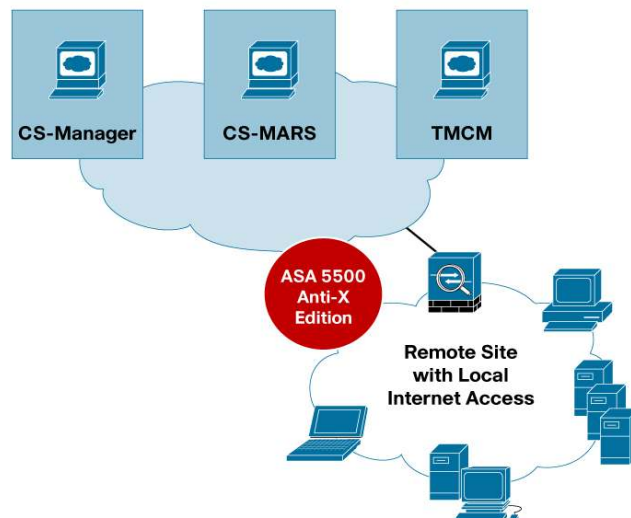 CS-Manager
CS-MARS
TMCM
ASA 5500
Anti-X
Edition
Remote Site
with Local
Internet Access